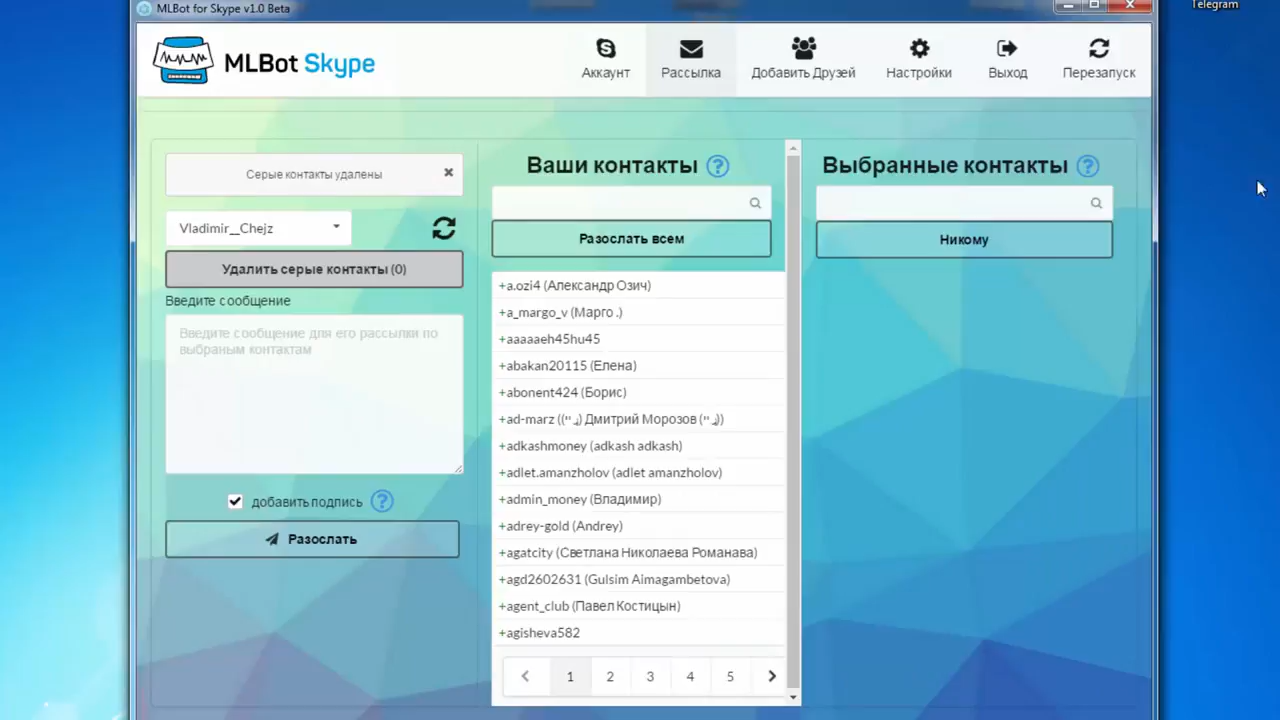 MLBot for Skype v1.0 Beta
Telegram
MLBot Skype
Аккаунт
Рассылка
Добавить Друзей
Настройки
Выход
Перезапуск
Серые контакты удалены
Vladimir__Chejz
Удалить серые контакты (0)
Введите сообщение
Введите сообщение для его рассылки по
выбраным контактам
добавить подпись
Разослать
Ваши контакты
Разослать всем
+a.ozi4 (Александр Озич)
+a_margo_v (Марго .)
+aaaaaeh45hu45
+abakan20115 (Елена)
+abonent424 (Борис)
+ad-marz ((¨ي) Дмитрий Морозов (¨ي))
+adkashmoney (adkash adkash)
+adlet.amanzholov (adlet amanzholov)
+admin_money (Владимир)
+adrey-gold (Andrey)
+agatcity (Светлана Николаева Романава)
+agd2602631 (Gulsim Aimagambetova)
+agent_club (Павел Костицын)
+agisheva582
1 2 3 4 5
Выбранные контакты
Никому